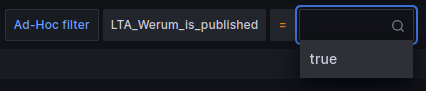 Ad-Hoc filter LTA_Werum_is_published =
true